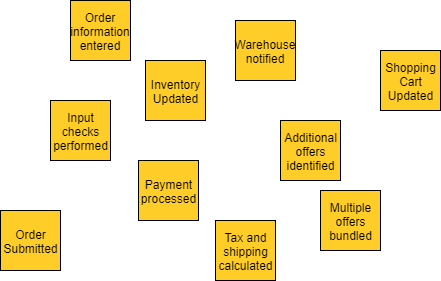 Order
information
entered
Warehouse
notified
Inventory
Updated
Shopping
Cart
Updated
Input
checks
performed
Additional
offers
identified
Payment
processed
Multiple
offers
bundled
Order
Submitted
Tax and
shipping
calculated